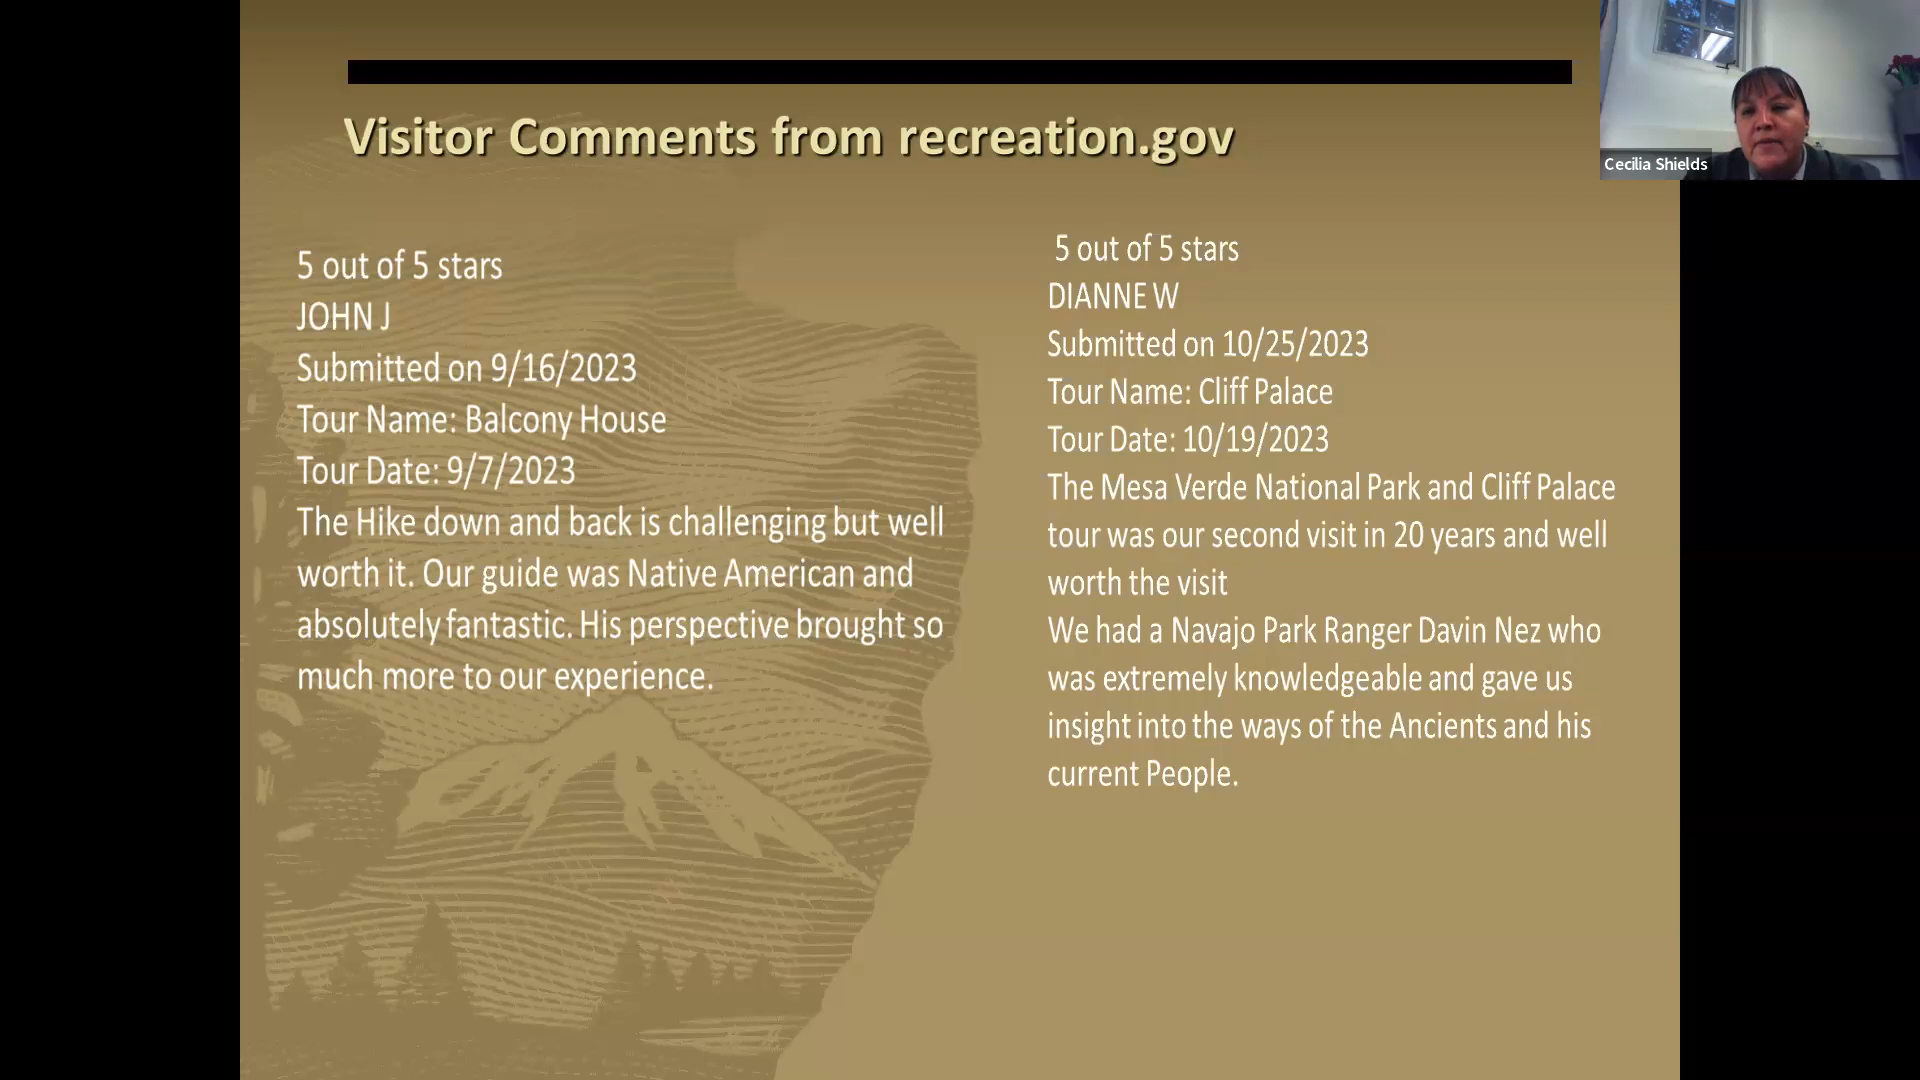 Visitor Comments from recreation.gov
5 out of 5 stars
JOHN J
Submitted on 9/16/2023
Tour Name: Balcony House
Tour Date: 9/7/2023
The Hike down and back is challenging but well
worth it. Our guide was Native American and
absolutely fantastic. His perspective brought so
much more to our experience.
5 out of 5 stars
DIANNE W
Submitted on 10/25/2023
Tour Name: Cliff Palace
Tour Date: 10/19/2023
The Mesa Verde National Park and Cliff Palace
tour was our second visit in 20 years and well
worth the visit
We had a Navajo Park Ranger Davin Nez who
was extremely knowledgeable and gave us
insight into the ways of the Ancients and his
current People.
Cecilia Shields